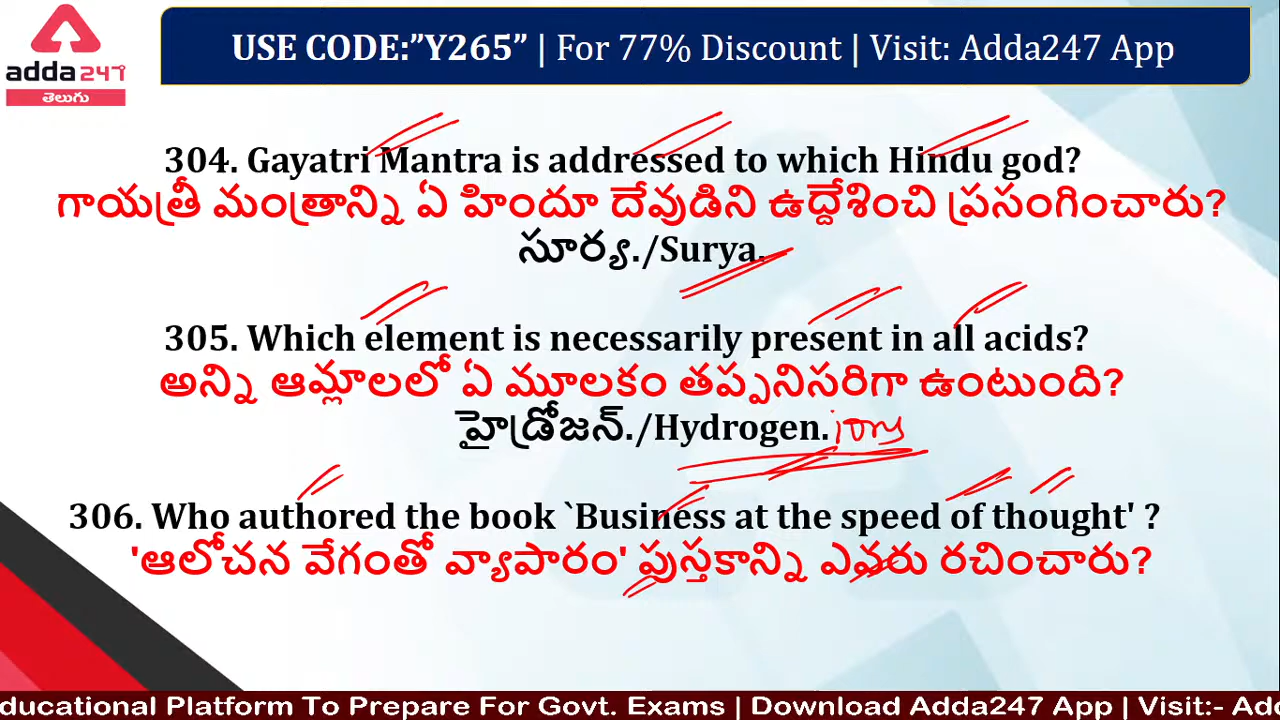 adda247
తెలుగు
USE CODE:”Y265” | For 77% Discount | Visit: Adda247 App
304. Gayatri Mantra is addressed to which Hindu god?
గాయత్రీ మంత్రాన్ని ఏ హిందూ దేవుడిని ఉద్దేశించి ప్రసంగించారు?
సూర్య./Surya.
305. Which element is necessarily present in all acids?
అన్ని ఆమ్లాలలో ఏ మూలకం తప్పనిసరిగా ఉంటుంది?
హైడ్రోజన్./Hydrogen.
306. Who authored the book `Business at the speed of thought' ?
'ఆలోచన వేగంతో వ్యాపారం' పుస్తకాన్ని ఎవరు రచించారు?
ducational Platform To Prepare For Govt. Exams | Download Adda247 App | Visit:- Ad